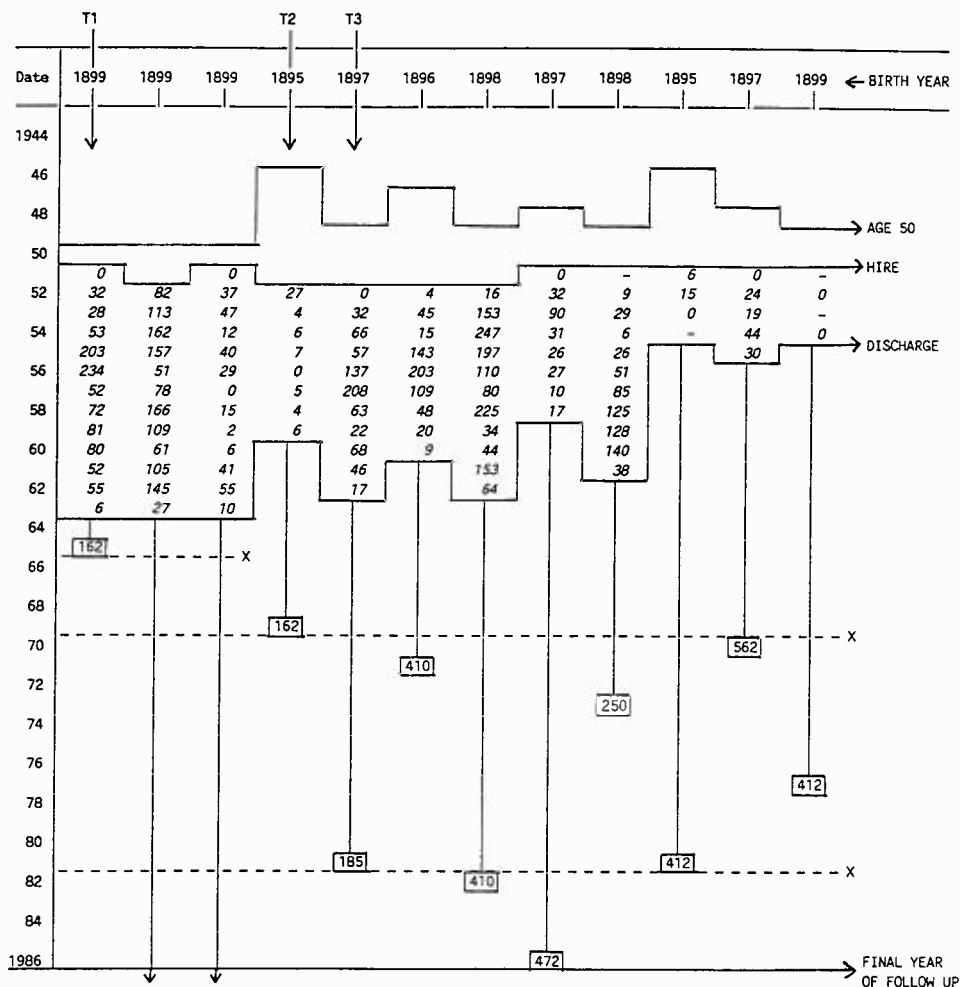 T1 T2 T3
Date 1899 1899 1899 1895 1897 1896 1898 1897 1898 1895 1897 1899 ← BIRTH YEAR
1944
46
48
AGE 50
50
0 0 0 – 6 0 – HIRE
52 32 82 37 27 0 4 16 32 9 15 24 0
28 113 47 4 32 45 153 90 29 0 19 –
54 53 162 12 6 66 15 247 31 6 – 44 0
203 157 40 7 57 143 197 26 26 30 DISCHARGE
56 234 51 29 0 137 203 110 27 51
52 78 0 5 208 109 80 10 85
58 72 166 15 4 63 48 225 17 125
81 109 2 6 22 20 34 128
60 80 61 6 68 9 44 140
52 105 41 46 153 38
62 55 145 55 17 64
6 27 10
64
162
X
66
68
162
X
70 562
410
72
250
74
76
412
78
80
185 412
X
82 410
84
472
1986 FINAL YEAR
OF FOLLOW UP